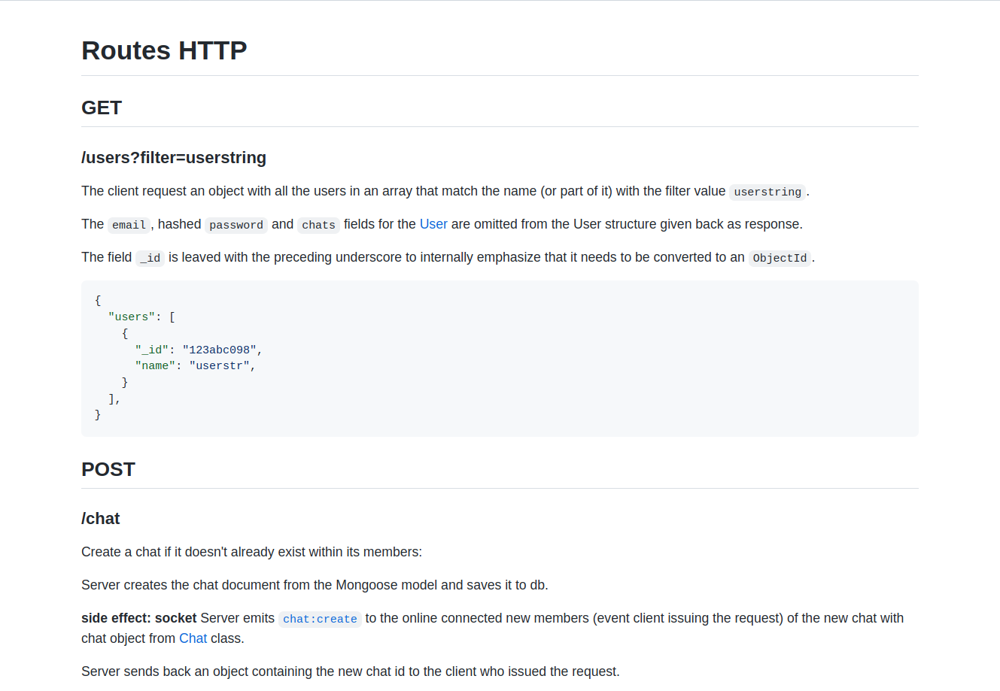 Routes HTTP
GET
/users?filter=userstring
The client request an object with all the users in an array that match the name (or part of it) with the filter value userstring.
The email, hashed password and chats fields for the User are omitted from the User structure given back as response.
The field _id is leaved with the preceding underscore to internally emphasize that it needs to be converted to an ObjectId.
{
  "users": [
    {
      "_id": "123abc098",
      "name": "userstr",
    }
  ],
}
POST
/chat
Create a chat if it doesn't already exist within its members:
Server creates the chat document from the Mongoose model and saves it to db.
side effect: socket Server emits chat:create to the online connected new members (event client issuing the request) of the new chat with
chat object from Chat class.
Server sends back an object containing the new chat id to the client who issued the request.